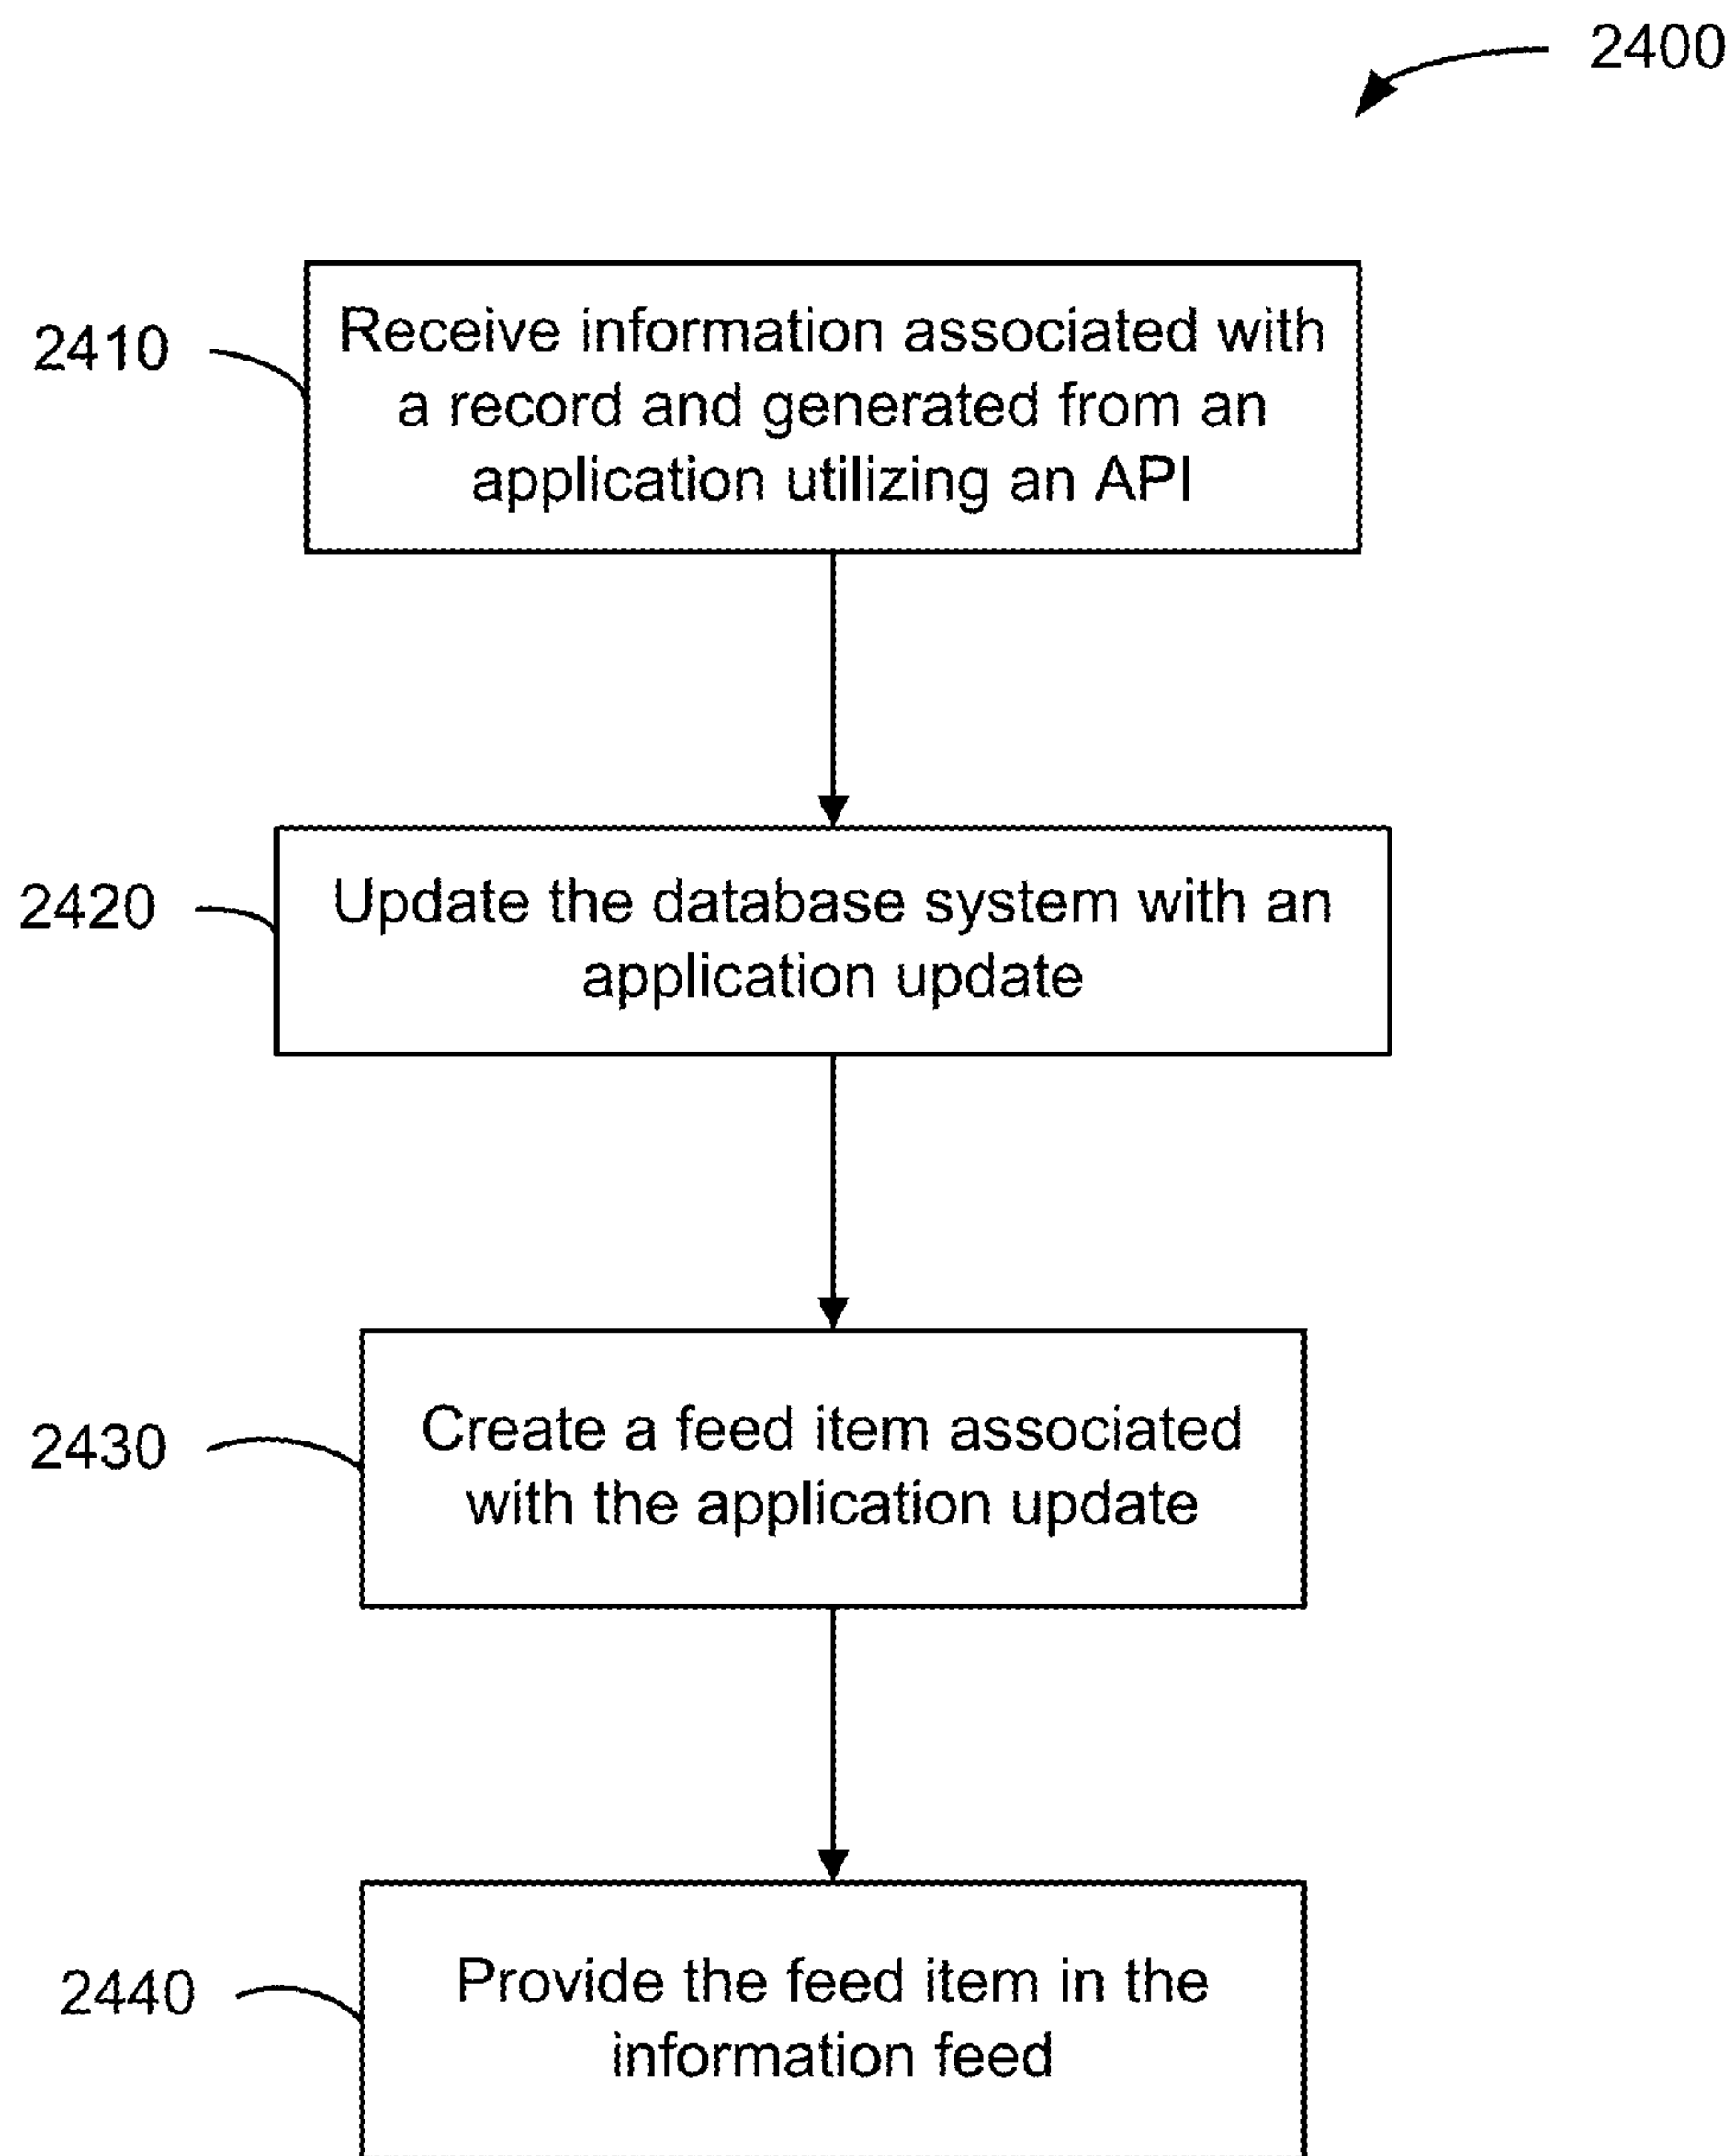 2400
2410
Receive information associated with
a record and generated from an
application utilizing an API
2420
Update the database system with an
application update
2430
Create a feed item associated
with the application update
2440
Provide the feed item in the
information feed